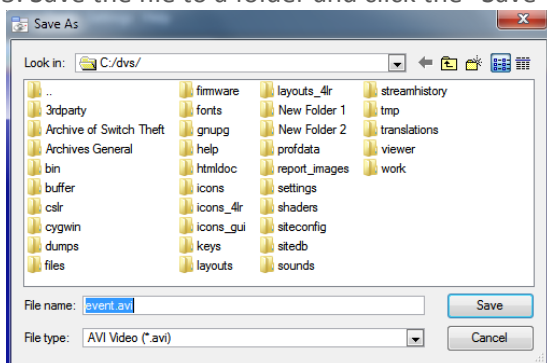 Save the file to a folder and click the "Save
Save As
Look in: C:/dvs/
..
3rdparty
Archive of Switch Theft
Archives General
bin
buffer
cslr
cygwin
dumps
files
firmware
fonts
gnupg
help
htmldoc
icons
icons_4lr
icons_gui
keys
layouts
layouts_4lr
New Folder 1
New Folder 2
profdata
report_images
settings
shaders
siteconfig
sitedb
sounds
streamhistory
tmp
translations
viewer
work
File name: event.avi
Save
File type: AVI Video (*.avi)
Cancel